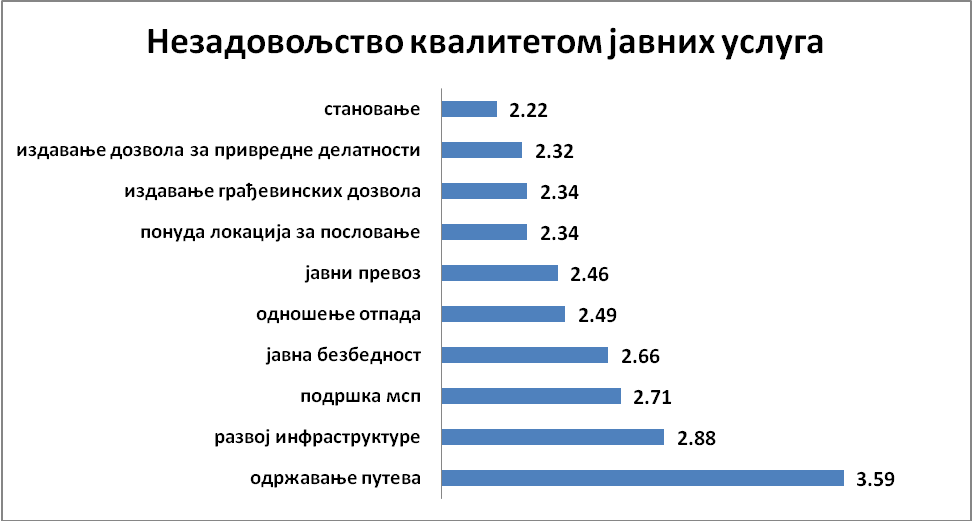 Незадовољство квалитетом јавних услуга
становање 2.22
издавање дозвола за привредне делатности 2.32
издавање грађевинских дозвола 2.34
понуда локација за пословање 2.34
јавни превоз 2.46
одношење отпада 2.49
јавна безбедност 2.66
подршка мсп 2.71
развој инфраструктуре 2.88
одржавање путева 3.59